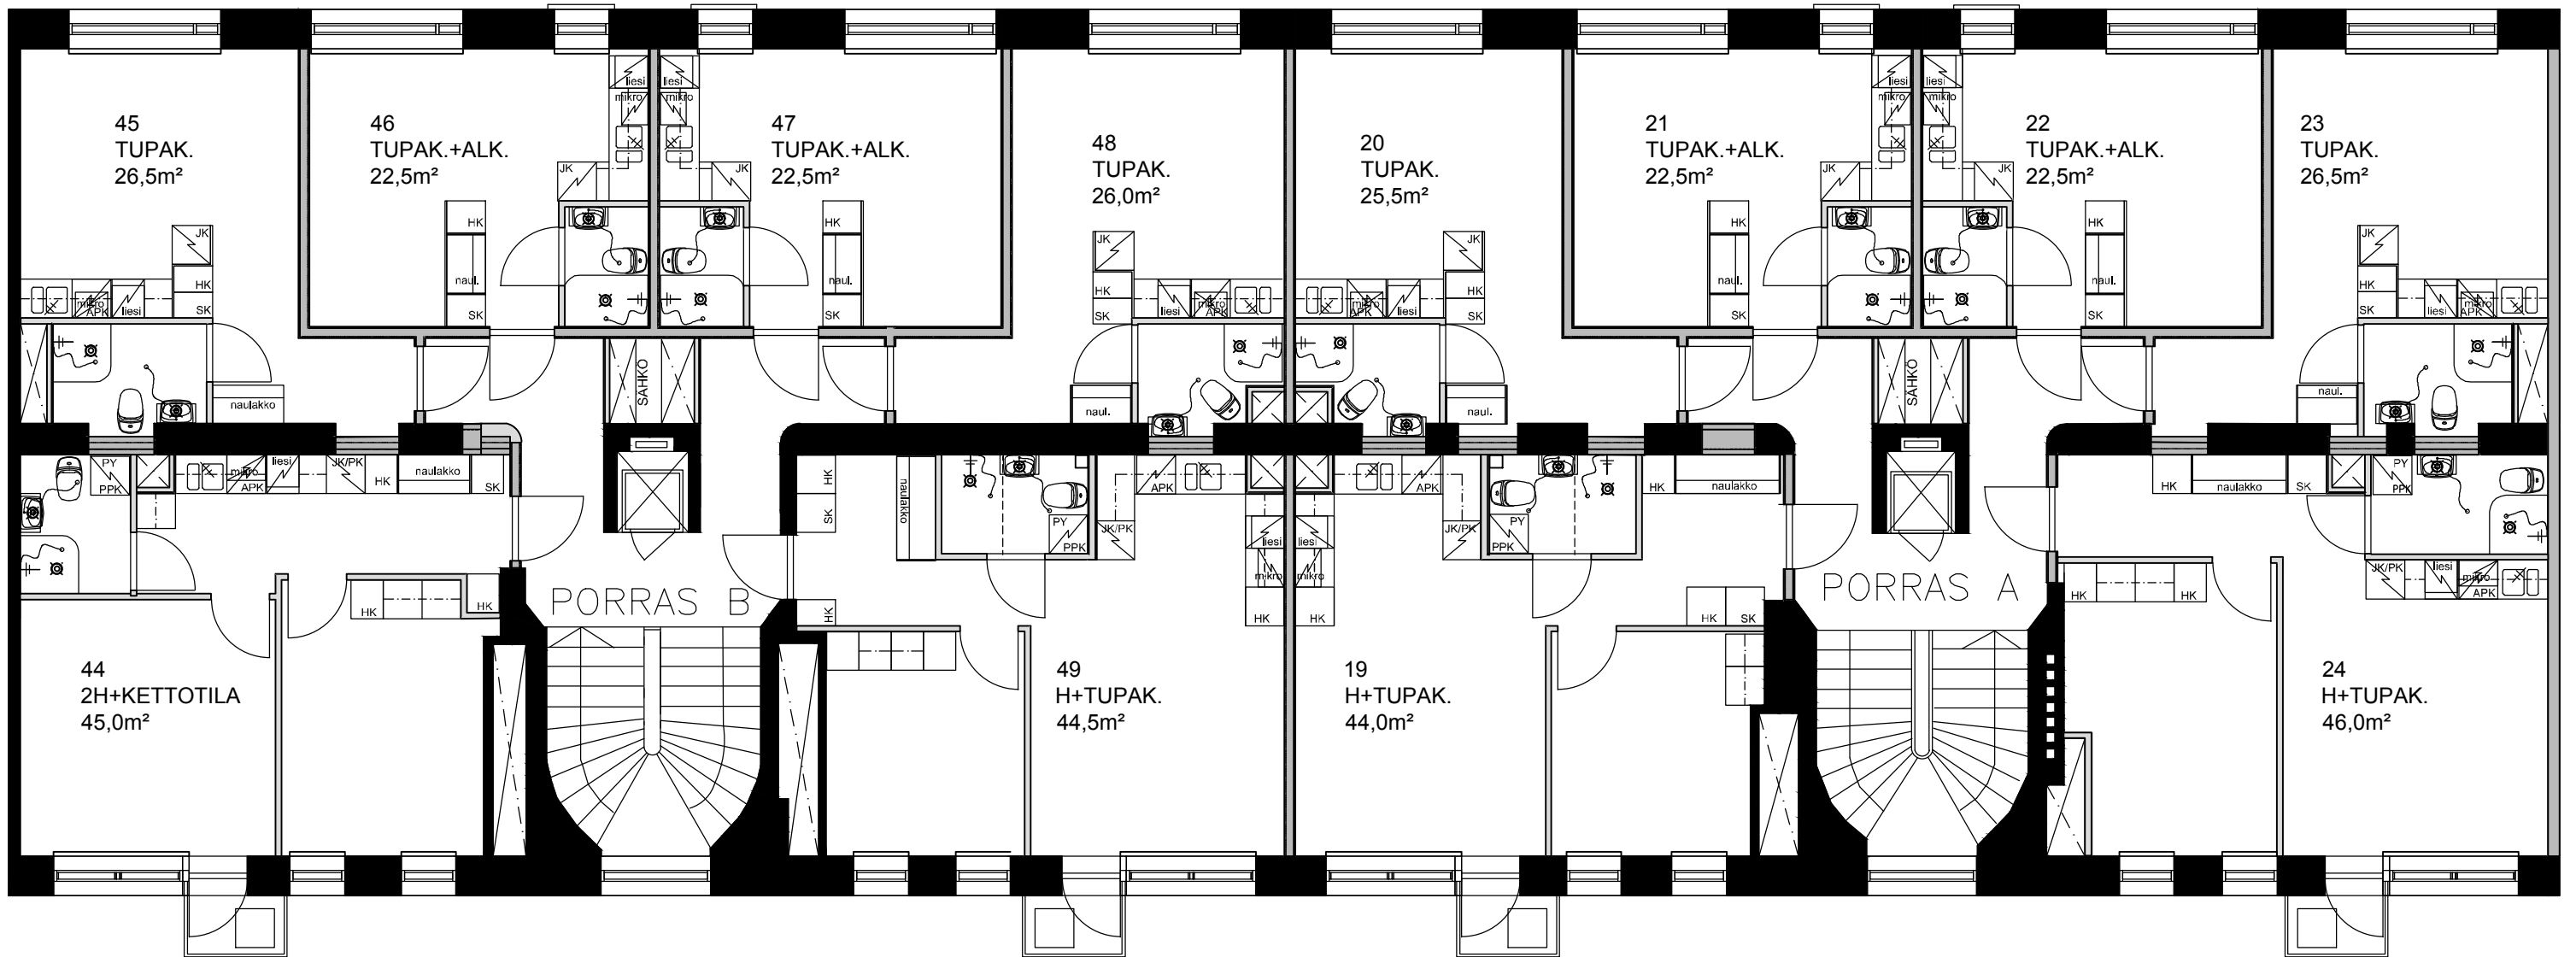 45
TUPAK.
26,5m²
46
TUPAK.+ALK.
22,5m²
47
TUPAK.+ALK.
22,5m²
48
TUPAK.
26,0m²
20
TUPAK.
25,5m²
21
TUPAK.+ALK.
22,5m²
22
TUPAK.+ALK.
22,5m²
23
TUPAK.
26,5m²
JK
HK
SK
mikro
APK
liesi
naulakko
liesi
mikro
JK
HK
naul.
SK
liesi
mikro
JK
HK
naul.
SK
JK
HK
SK
liesi
mikro
APK
naul.
JK
HK
SK
mikro
APK
liesi
naul.
liesi
mikro
JK
HK
naul.
SK
liesi
mikro
JK
HK
naul.
SK
JK
HK
SK
liesi
mikro
APK
naul.
SÄHKÖ
SÄHKÖ
PY
PPK
mikro
APK
liesi
JK/PK
HK
naulakko
SK
HK
HK
HK
SK
naulakko
HK
PY
PPK
APK
JK/PK
liesi
mikro
HK
liesi
mikro
HK
APK
JK/PK
PY
PPK
HK
naulakko
HK
SK
HK
naulakko
SK
PY
PPK
HK
HK
JK/PK
liesi
mikro
APK
PORRAS B
PORRAS A
44
2H+KETTOTILA
45,0m²
49
H+TUPAK.
44,5m²
19
H+TUPAK.
44,0m²
24
H+TUPAK.
46,0m²